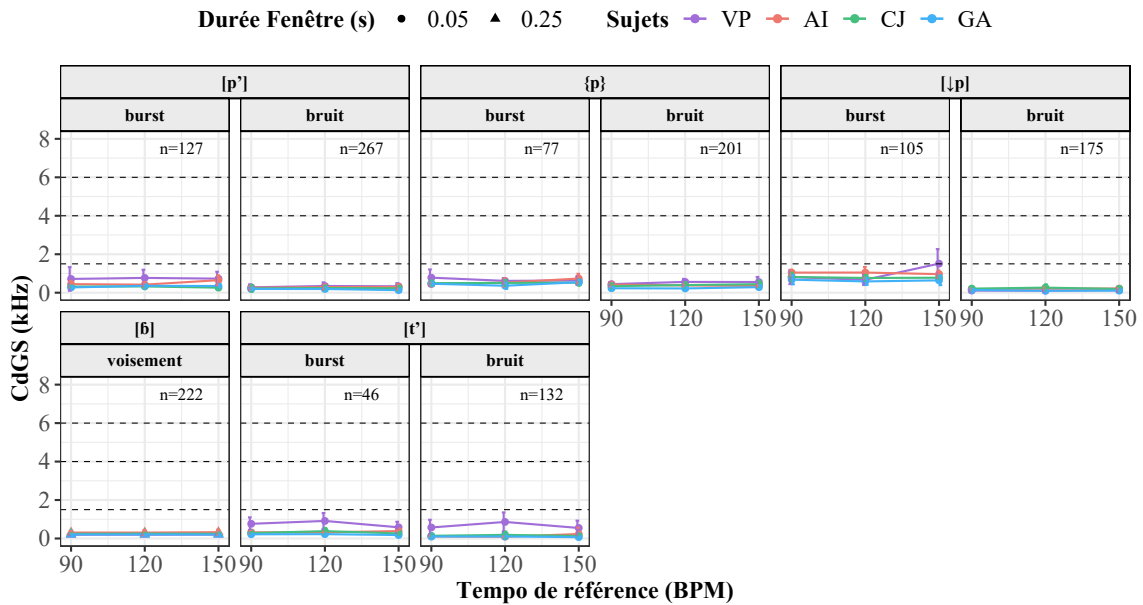 Durée Fenêtre (s) 0.05 0.25 Sujets VP AI CJ GA
[p’] {p} [↓p]
burst bruit burst bruit burst bruit
8 n=127 n=267 n=77 n=201 n=105 n=175
6
4
2
0
90 120 150 90 120 150
[ɓ] [t’]
voisement burst bruit
8 n=222 n=46 n=132
6
4
2
0
90 120 150 90 120 150 90 120 150
CdGS (kHz)
Tempo de référence (BPM)